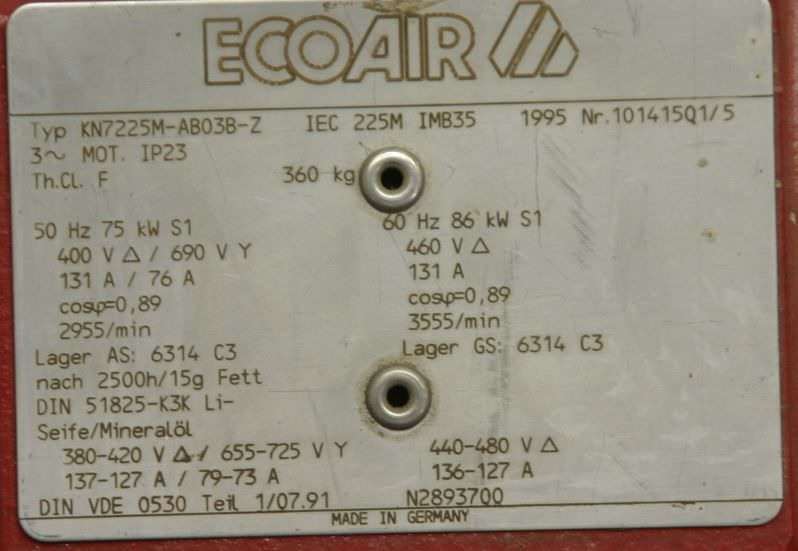 ECOAIR
Typ KN7225M-AB03B-Z IEC 225M IMB35 1995 Nr.101415Q1/5
3~ MOT. IP23
Th.Cl. F 360 kg
50 Hz 75 kW S1 60 Hz 86 kW S1
400 V Δ / 690 V Y 460 V Δ
131 A / 76 A 131 A
cosφ=0,89 cosφ=0,89
2955/min 3555/min
Lager AS: 6314 C3 Lager GS: 6314 C3
nach 2500h/15g Fett
DIN 51825-K3K Li-
Seife/Mineralöl
380-420 V Δ / 655-725 V Y 440-480 V Δ
137-127 A / 79-73 A 136-127 A
DIN VDE 0530 Teil 1/07.91 N2893700
MADE IN GERMANY